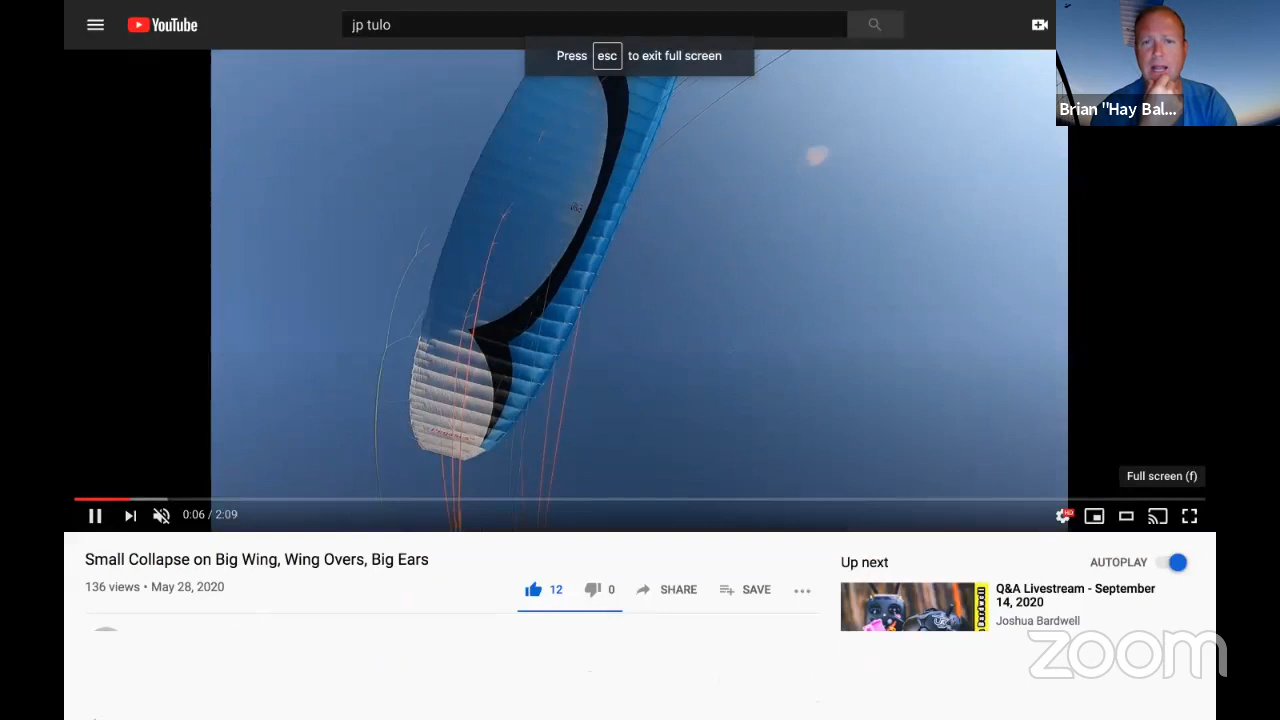 YouTube
jp tulo
Press esc to exit full screen
Brian "Hay Bal...
Full screen (f)
0:06 / 2:09
HD
Small Collapse on Big Wing, Wing Overs, Big Ears
136 views • May 28, 2020
12
0
SHARE
SAVE
Up next
AUTOPLAY
Q&A Livestream - September
14, 2020
Joshua Bardwell
zoom